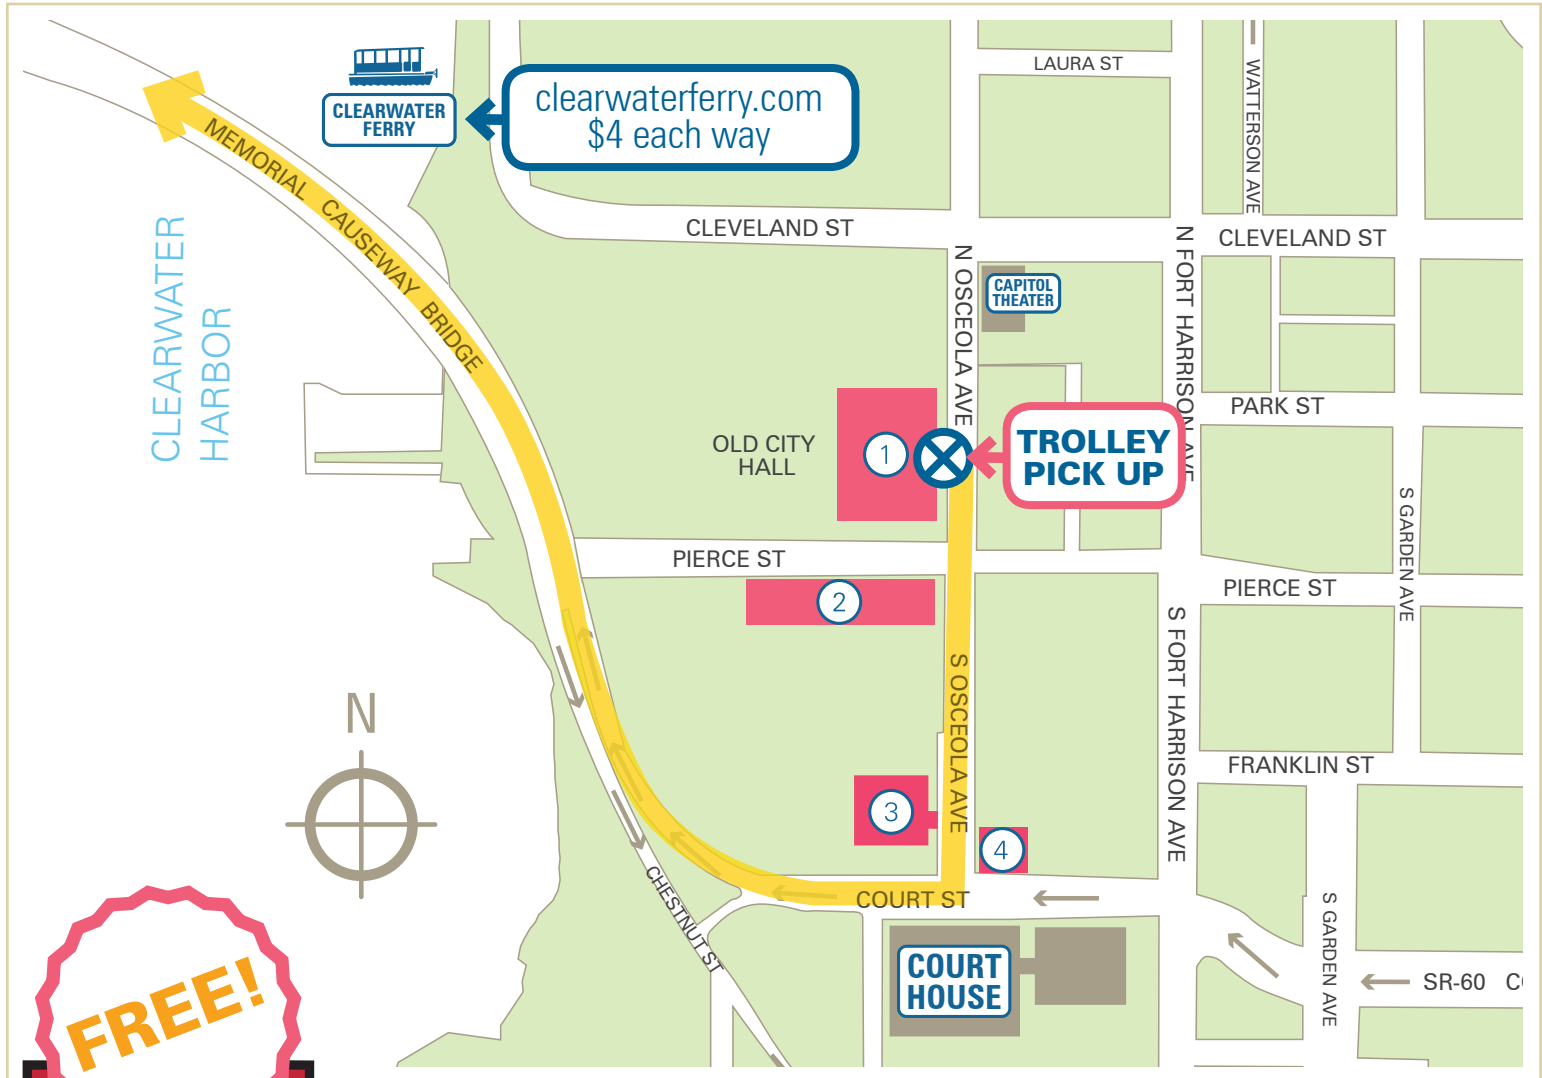 LAURA ST
WATTERSON AVE
CLEARWATER
FERRY
clearwaterferry.com
$4 each way
MEMORIAL CAUSEWAY BRIDGE
CLEARWATER
HARBOR
CLEVELAND ST
N FORT HARRISON AVE
CLEVELAND ST
N OSCEOLA AVE
CAPITOL
THEATER
PARK ST
OLD CITY
HALL
1
TROLLEY
PICK UP
S GARDEN AVE
PIERCE ST
2
PIERCE ST
S OSCEOLA AVE
S FORT HARRISON AVE
N
FRANKLIN ST
3
4
CHESTNUT ST
COURT ST
S GARDEN AVE
COURT
HOUSE
SR-60
FREE!